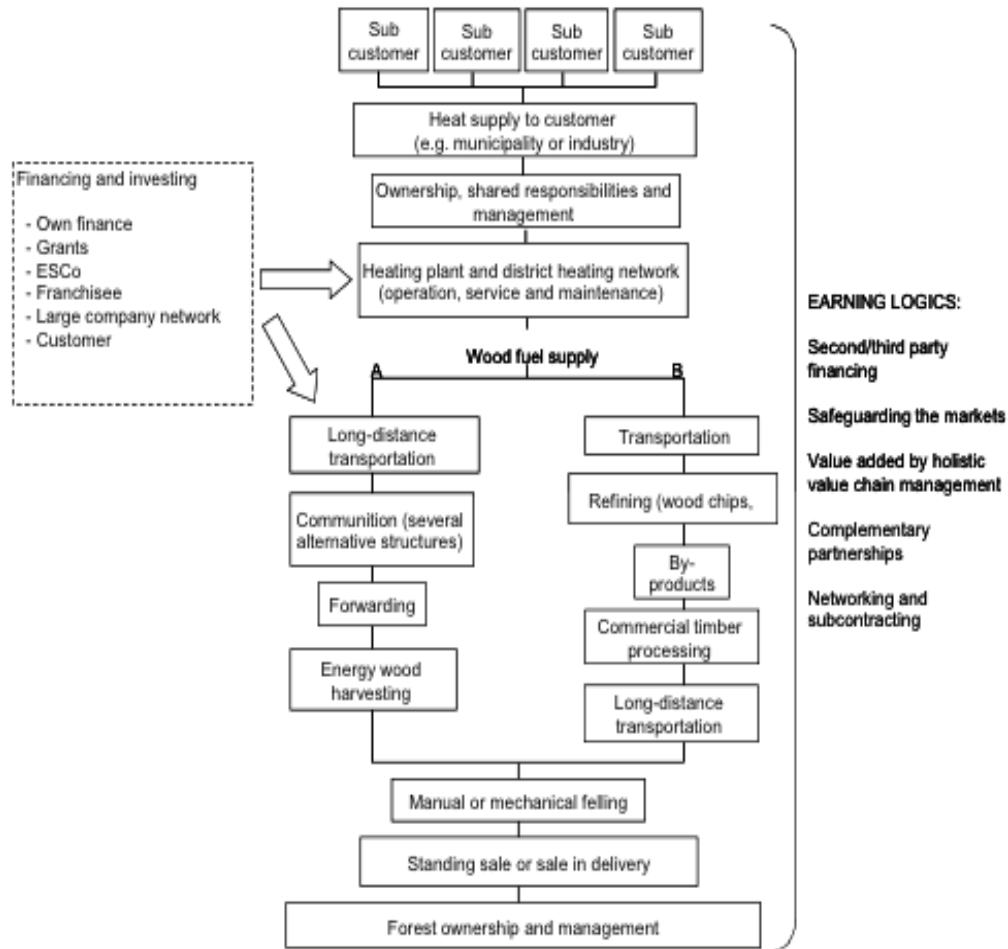 Sub
customer
Sub
customer
Sub
customer
Sub
customer
Heat supply to customer
(e.g. municipality or industry)
Ownership, shared responsibilities and
management
Heating plant and district heating network
(operation, service and maintenance)
Financing and investing
- Own finance
- Grants
- ESCo
- Franchisee
- Large company network
- Customer
Wood fuel supply
A
B
Long-distance
transportation
Communition (several
alternative structures)
Forwarding
Energy wood
harvesting
Transportation
Refining (wood chips,
By-
products
Commercial timber
processing
Long-distance
transportation
Manual or mechanical felling
Standing sale or sale in delivery
Forest ownership and management
EARNING LOGICS:
Second/third party
financing
Safeguarding the markets
Value added by holistic
value chain management
Complementary
partnerships
Networking and
subcontracting